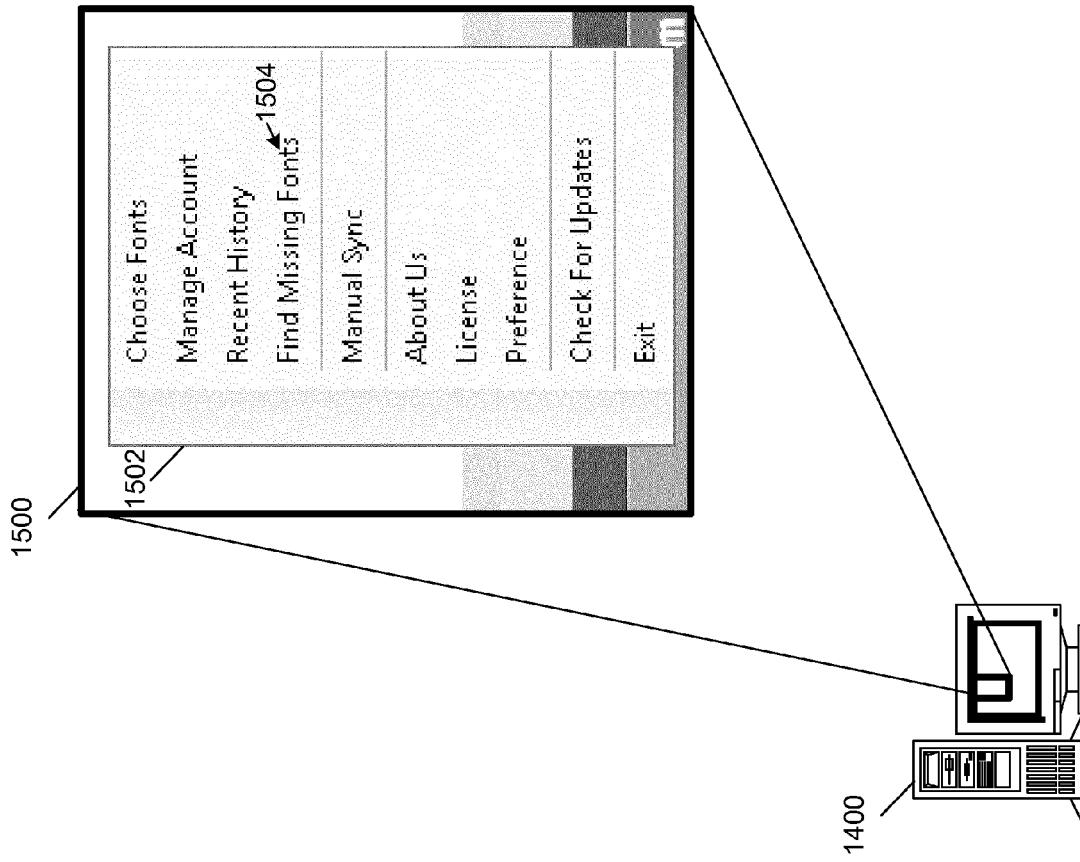 1500
1502
Choose Fonts
Manage Account
Recent History
Find Missing Fonts
1504
Manual Sync
About Us
License
Preference
Check For Updates
Exit
m
1400